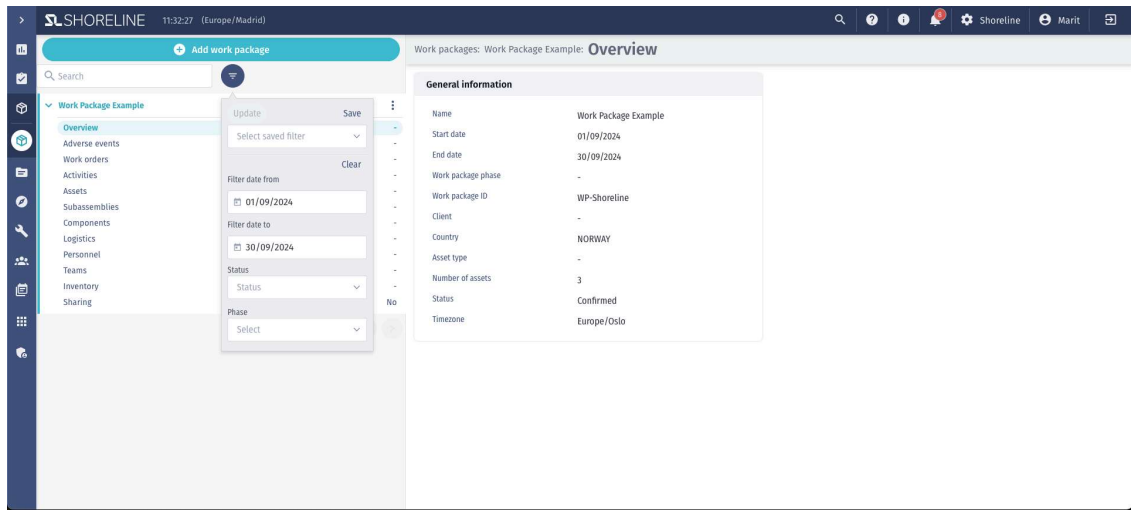 SL SHORELINE 11:32:27 (Europe/Madrid) 8 Shoreline Marit
Add work package
Search
Work Package Example
Overview -
Adverse events -
Work orders -
Activities -
Assets -
Subassemblies -
Components -
Logistics -
Personnel -
Teams -
Inventory -
Sharing No
Update Save
Select saved filter
Clear
Filter date from
01/09/2024
Filter date to
30/09/2024
Status
Status
Phase
Select
Work packages: Work Package Example: Overview
General information
Name Work Package Example
Start date 01/09/2024
End date 30/09/2024
Work package phase -
Work package ID WP-Shoreline
Client -
Country NORWAY
Asset type -
Number of assets 3
Status Confirmed
Timezone Europe/Oslo